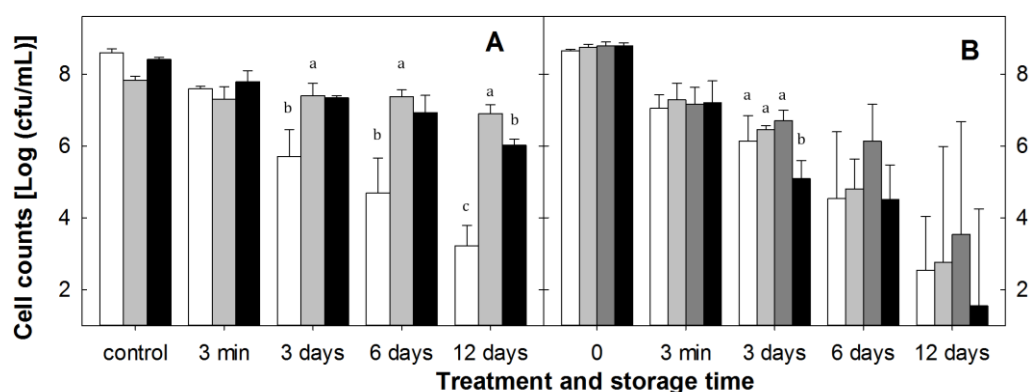 A
B
8
6
4
2
8
6
4
2
Cell counts [Log (cfu/mL)]
b
a
b
a
c
a
b
a
a
a
b
control 3 min 3 days 6 days 12 days
0 3 min 3 days 6 days 12 days
Treatment and storage time